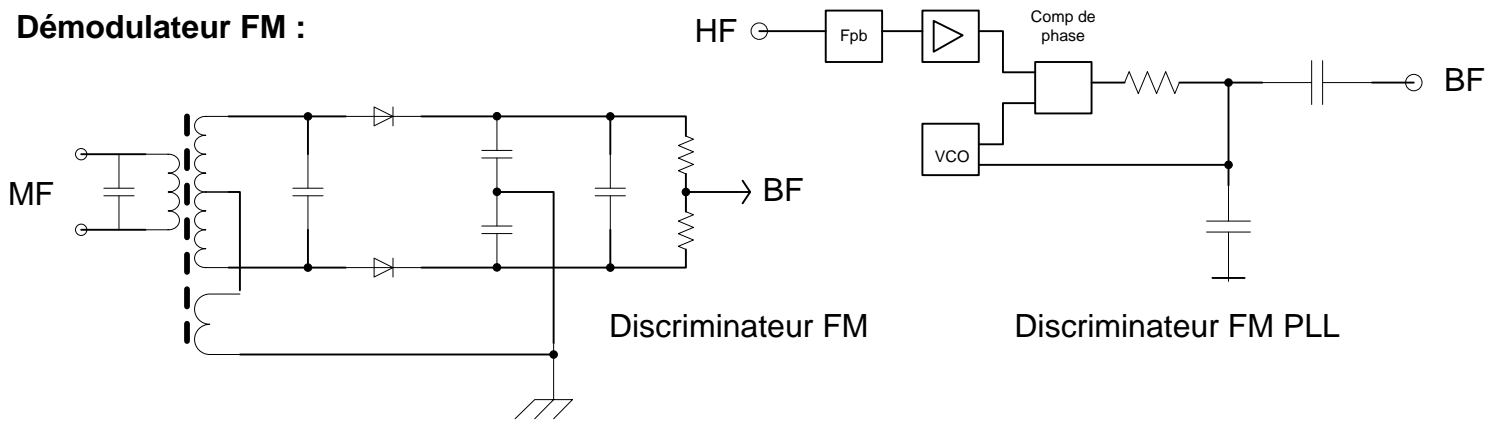 Démodulateur FM :
MF
BF
Discriminateur FM
HF
Fpb
Comp de
phase
VCO
BF
Discriminateur FM PLL